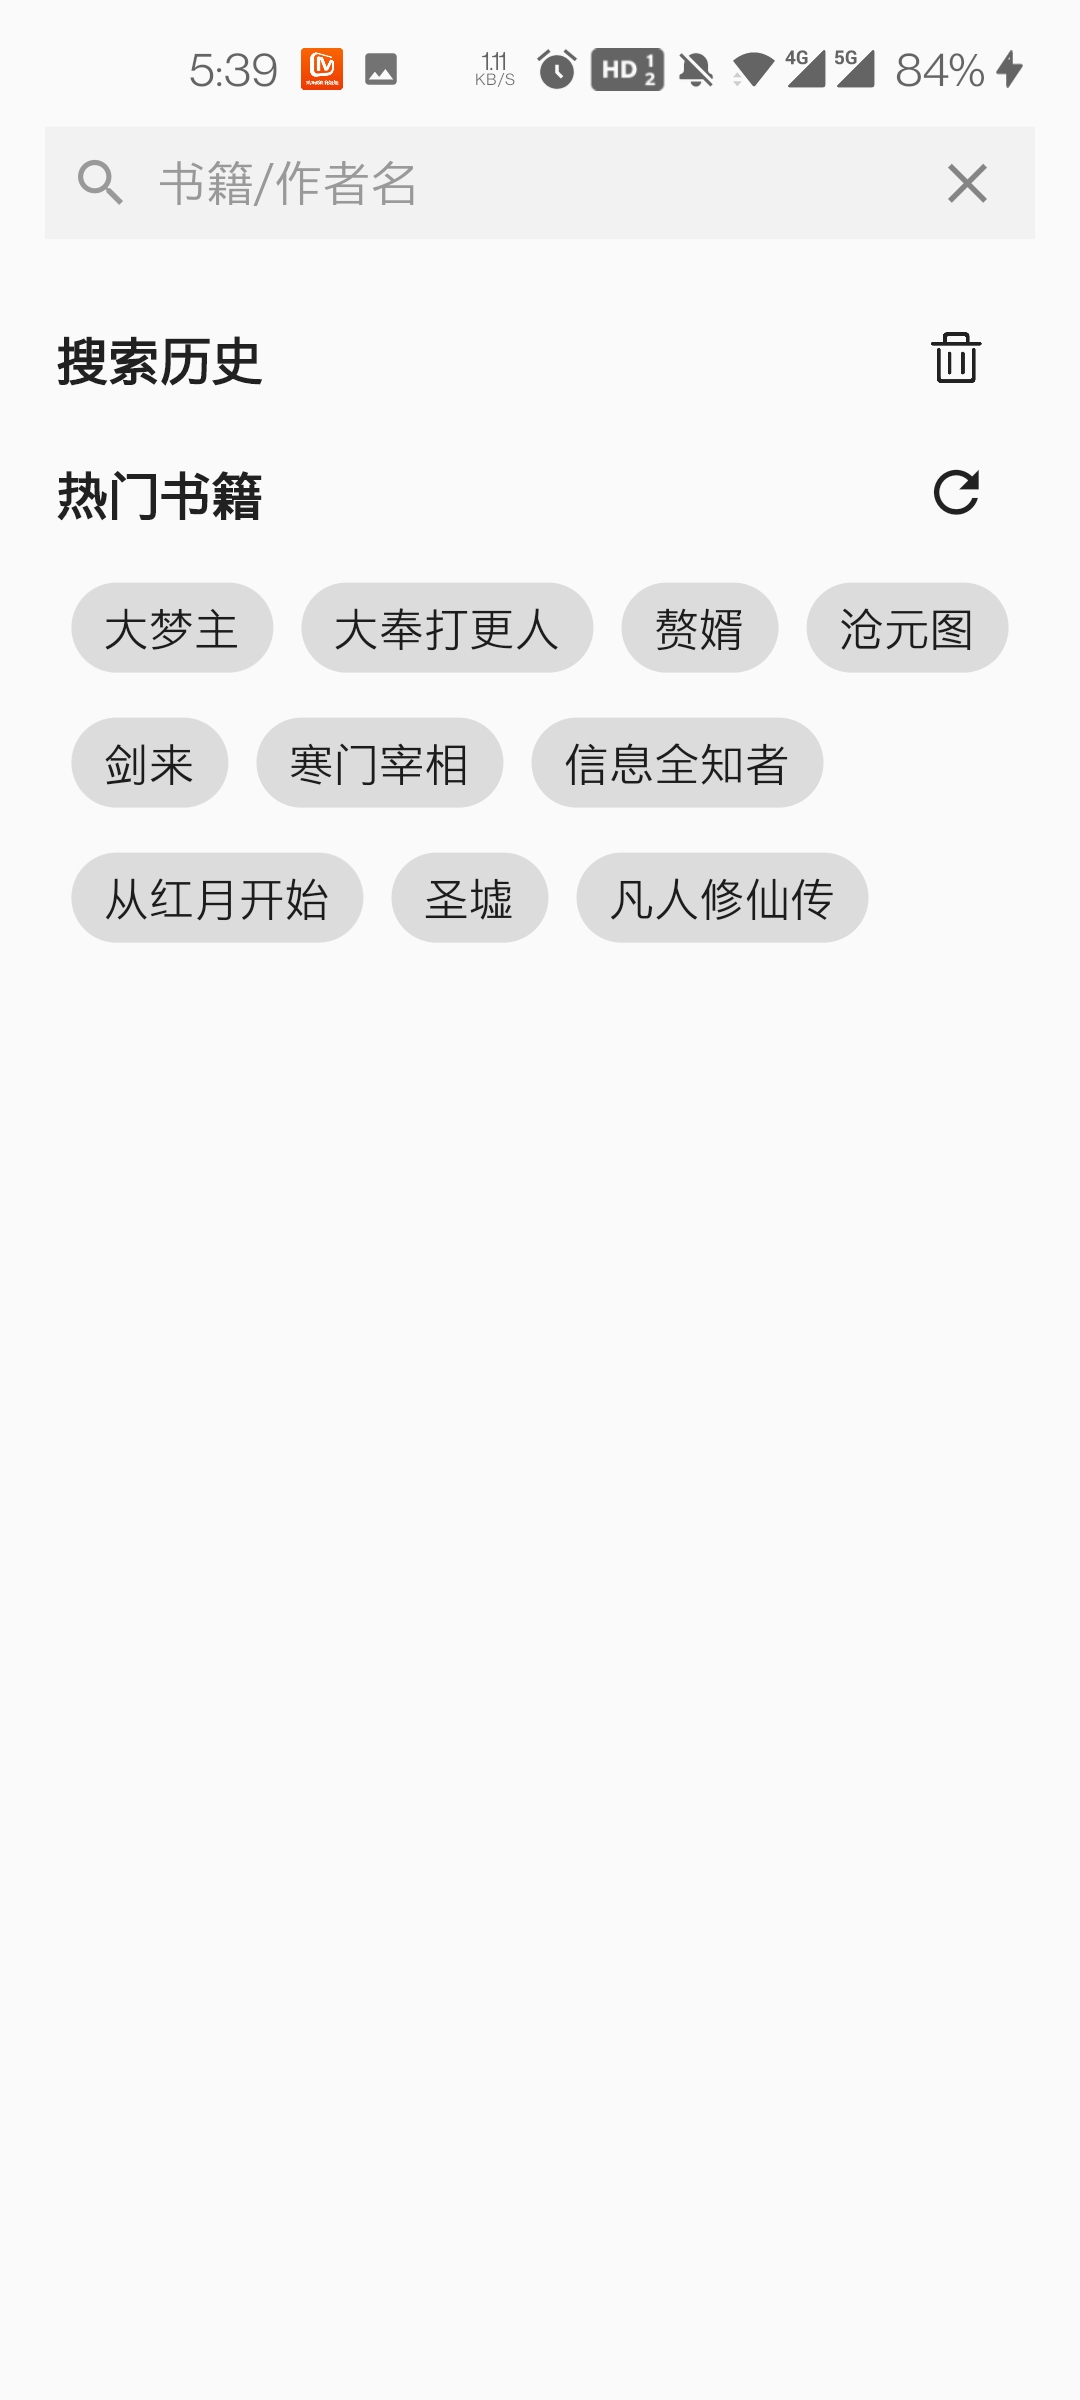 5:39 1.11 KB/S HD 1 2 4G 5G 84%
书籍/作者名
搜索历史
热门书籍
大梦主 大奉打更人 赘婿 沧元图
剑来 寒门宰相 信息全知者
从红月开始 圣墟 凡人修仙传